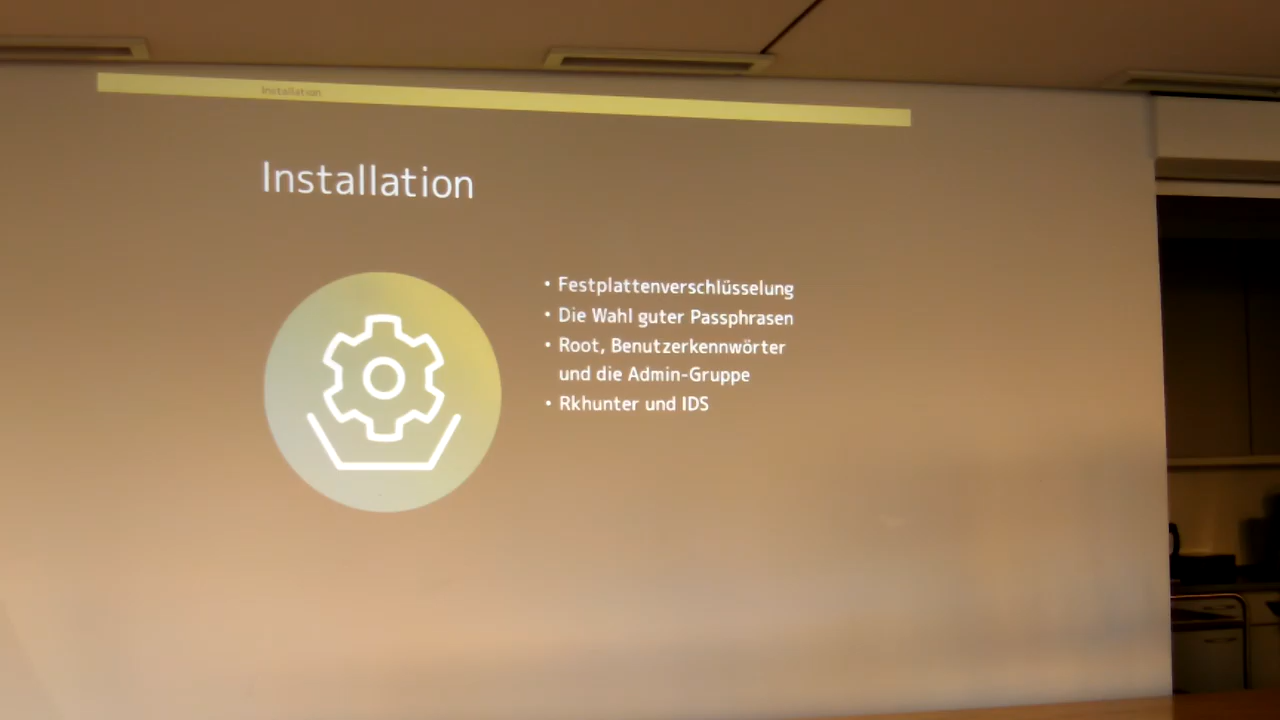 Installation
Installation
• Festplattenverschlüsselung
• Die Wahl guter Passphrasen
• Root, Benutzerkennwörter
und die Admin-Gruppe
• Rkhunter und IDS